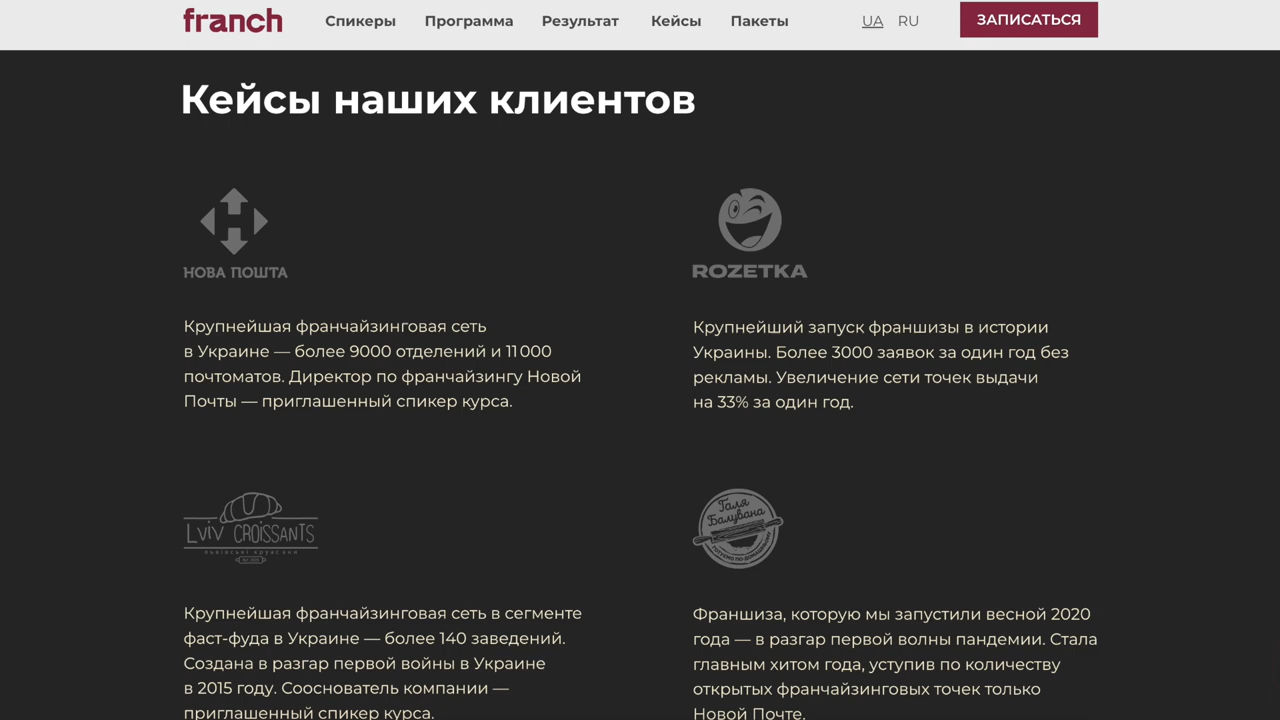 franch Спикеры Программа Результат Кейсы Пакеты UA RU ЗАПИСАТЬСЯ
Кейсы наших клиентов
НОВА ПОШТА
Крупнейшая франчайзинговая сеть
в Украине — более 9000 отделений и 11 000
почтоматов. Директор по франчайзингу Новой
Почты — приглашенный спикер курса.
ROZETKA
Крупнейший запуск франшизы в истории
Украины. Более 3000 заявок за один год без
рекламы. Увеличение сети точек выдачи
на 33% за один год.
LVIV CROISSANTS
львівські круасани
Крупнейшая франчайзинговая сеть в сегменте
фаст-фуда в Украине — более 140 заведений.
Создана в разгар первой войны в Украине
в 2015 году. Сооснователь компании —
приглашенный спикер курса.
Галя
Балувана
ГОТУЄМО ПО-ДОМАШНЬОМУ
Франшиза, которую мы запустили весной 2020
года — в разгар первой волны пандемии. Стала
главным хитом года, уступив по количеству
открытых франчайзинговых точек только
Новой Почте.